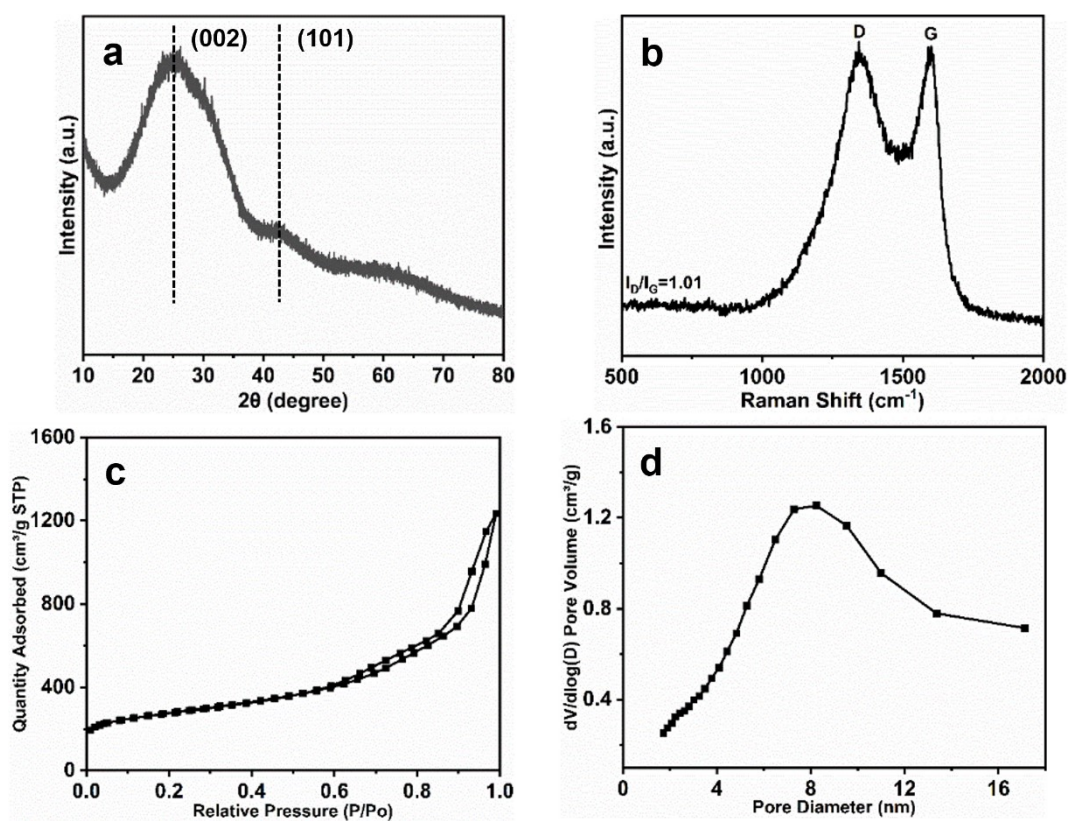 a
(002)
(101)
Intensity (a.u.)
10 20 30 40 50 60 70 80
2θ (degree)
b
D
G
Intensity (a.u.)
I_D/I_G=1.01
500 1000 1500 2000
Raman Shift (cm⁻¹)
c
Quantity Adsorbed (cm³/g STP)
1600
1200
800
400
0
0.0 0.2 0.4 0.6 0.8 1.0
Relative Pressure (P/Po)
d
dV/dlog(D) Pore Volume (cm³/g)
1.6
1.2
0.8
0.4
0 4 8 12 16
Pore Diameter (nm)